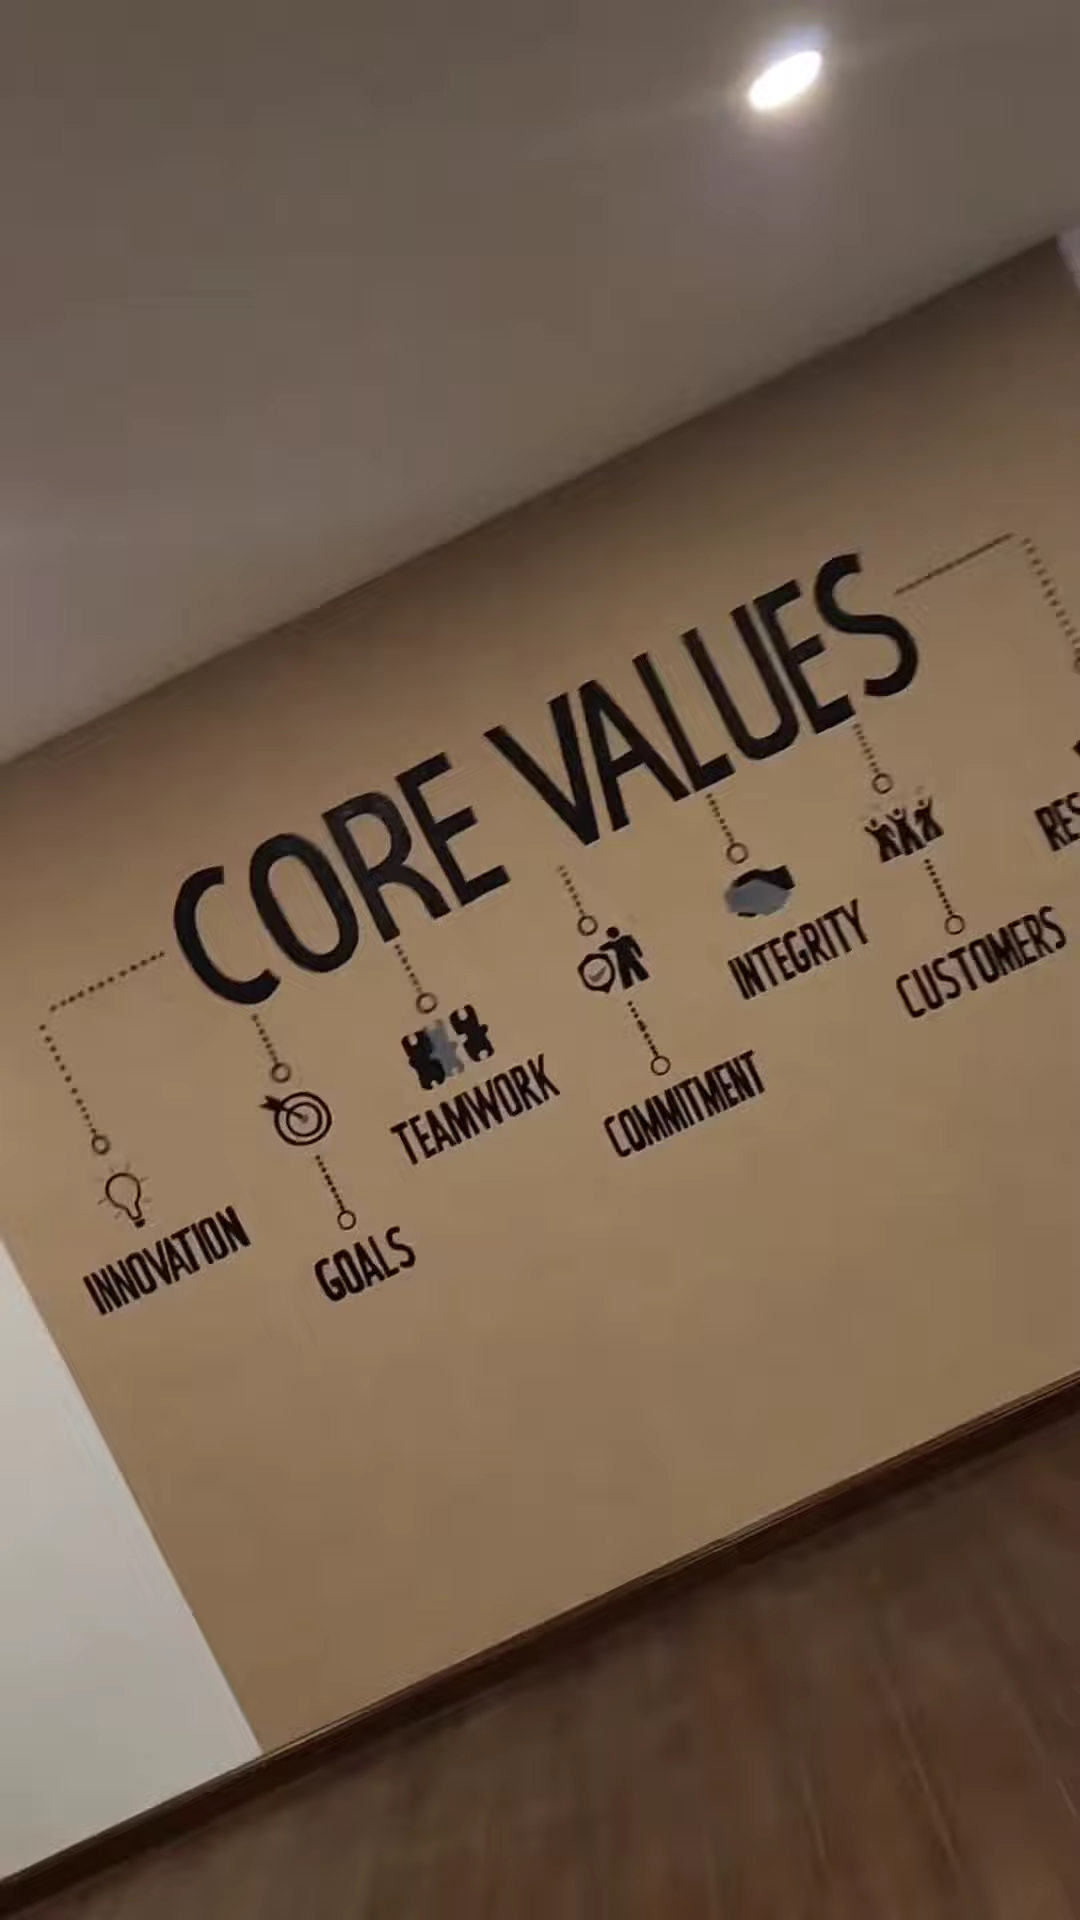 CORE VALUES
INNOVATION
GOALS
TEAMWORK
COMMITMENT
INTEGRITY
CUSTOMERS